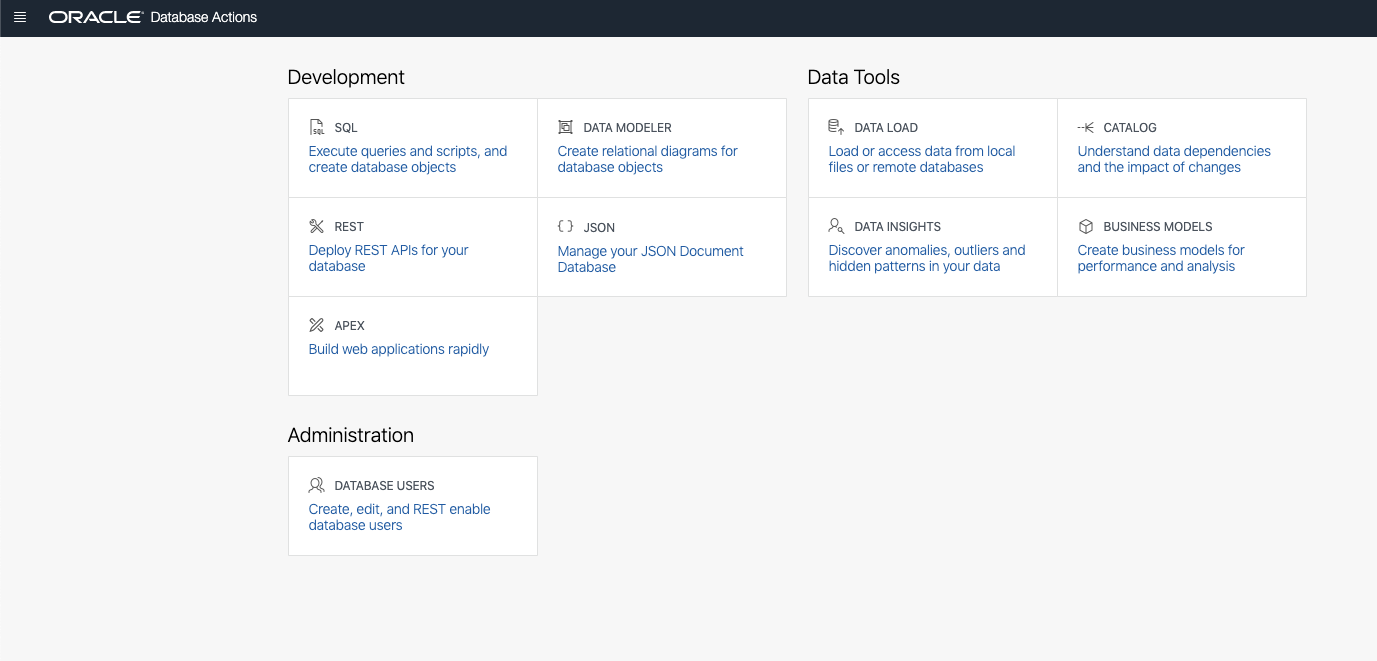 ORACLE Database Actions
Development
SQL
Execute queries and scripts, and
create database objects
DATA MODELER
Create relational diagrams for
database objects
REST
Deploy REST APIs for your
database
JSON
Manage your JSON Document
Database
APEX
Build web applications rapidly
Data Tools
DATA LOAD
Load or access data from local
files or remote databases
CATALOG
Understand data dependencies
and the impact of changes
DATA INSIGHTS
Discover anomalies, outliers and
hidden patterns in your data
BUSINESS MODELS
Create business models for
performance and analysis
Administration
DATABASE USERS
Create, edit, and REST enable
database users